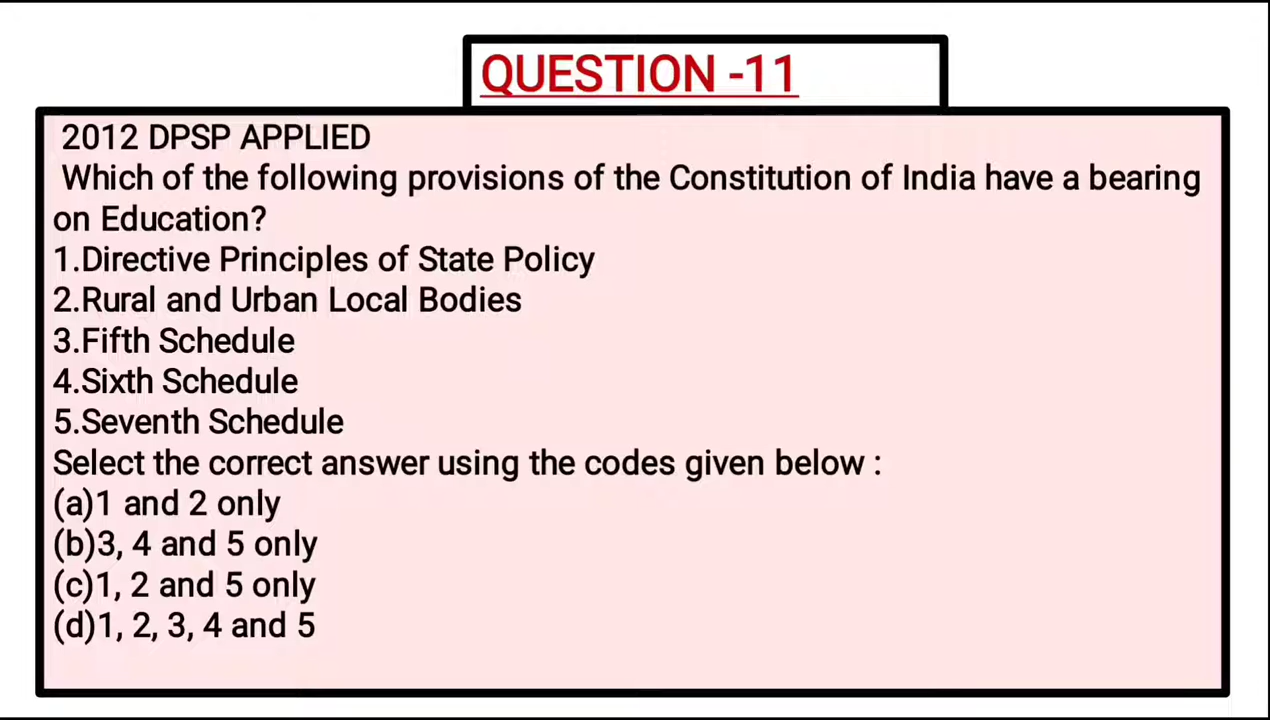 QUESTION -11
2012 DPSP APPLIED
Which of the following provisions of the Constitution of India have a bearing
on Education?
1.Directive Principles of State Policy
2.Rural and Urban Local Bodies
3.Fifth Schedule
4.Sixth Schedule
5.Seventh Schedule
Select the correct answer using the codes given below :
(a)1 and 2 only
(b)3, 4 and 5 only
(c)1, 2 and 5 only
(d)1, 2, 3, 4 and 5